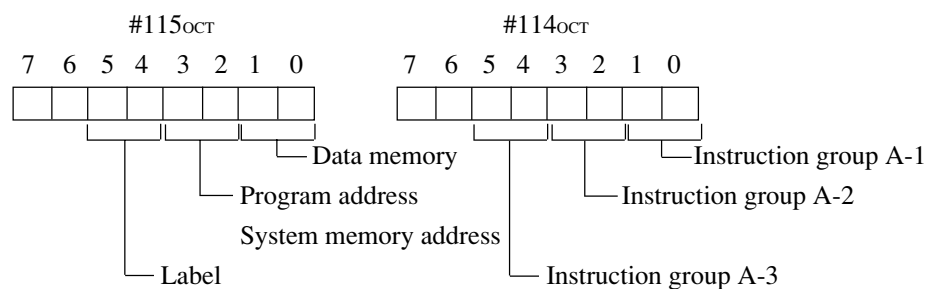 #115OCT #114OCT
7 6 5 4 3 2 1 0 7 6 5 4 3 2 1 0
Data memory Instruction group A-1
Program address Instruction group A-2
System memory address
Label Instruction group A-3